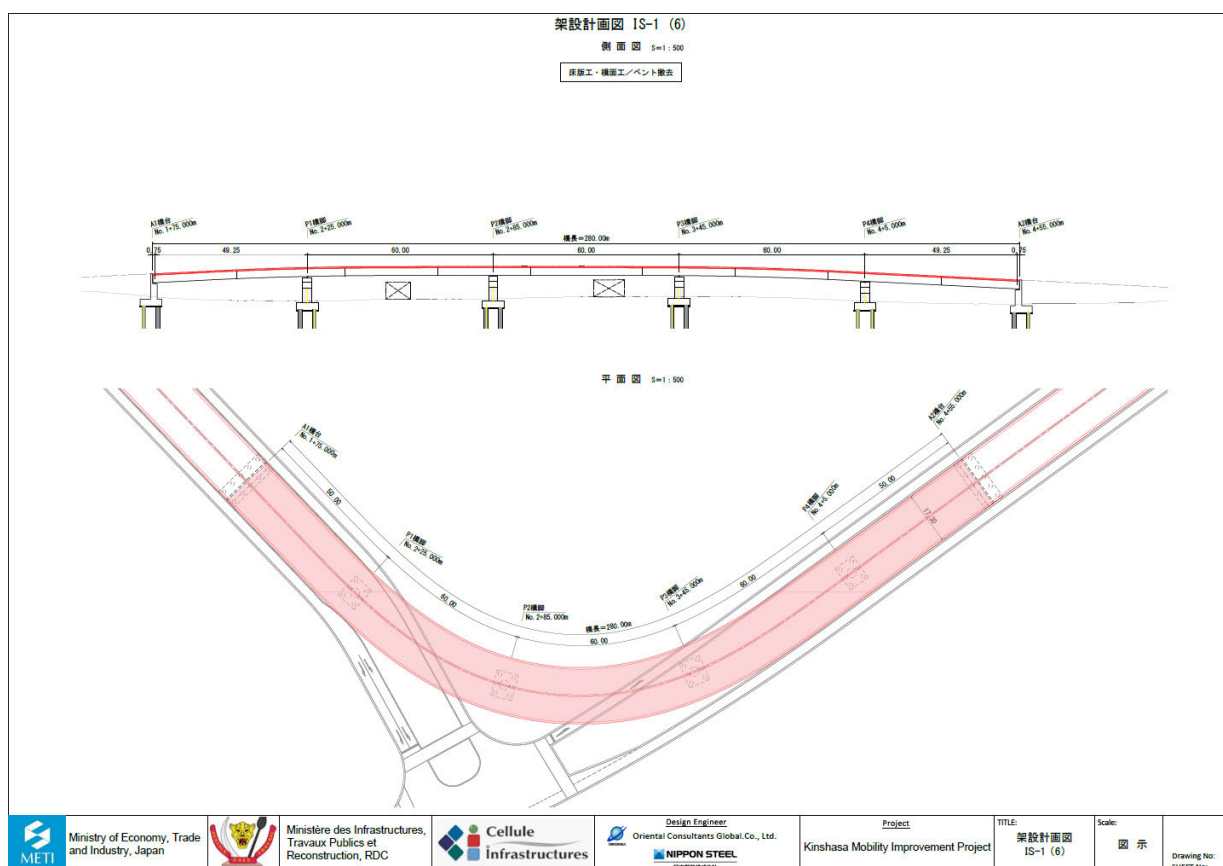 架設計画図 IS-1 (6)
側面図 S=1:500
床版工・橋面工/ベント撤去
A1橋台
No.1+75.000m
P1橋脚
No.2+25.000m
P2橋脚
No.2+85.000m
P3橋脚
No.3+45.000m
P4橋脚
No.4+5.000m
A2橋台
No.4+55.000m
橋長=280.00m
0.75
49.25
60.00
60.00
60.00
49.25
0.75
平面図 S=1:500
A1橋台
No.1+75.000m
P1橋脚
No.2+25.000m
P2橋脚
No.2+85.000m
P3橋脚
No.3+45.000m
P4橋脚
No.4+5.000m
A2橋台
No.4+55.000m
50.00
60.00
橋長=280.00m
60.00
60.00
50.00
17.30
METI
Ministry of Economy, Trade
and Industry, Japan
Ministère des Infrastructures,
Travaux Publics et
Reconstruction, RDC
Cellule
infrastructures
Design Engineer
Oriental Consultants Global.Co., Ltd.
NIPPON STEEL
Project
Kinshasa Mobility Improvement Project
TITLE:
架設計画図
IS-1 (6)
Scale:
図 示
Drawing No: